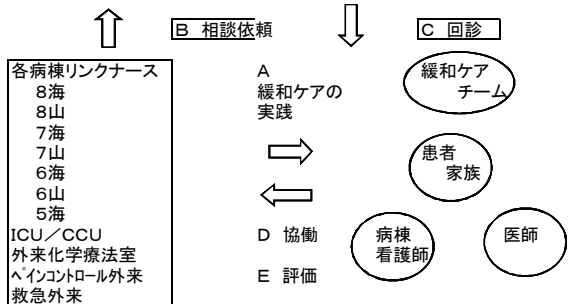 B 相談依頼
C 回診
各病棟リンクナース
8海
8山
7海
7山
6海
6山
5海
ICU／CCU
外来化学療法室
ペインコントロール外来
救急外来
A
緩和ケアの
実践
D 協働
E 評価
緩和ケア
チーム
患者
家族
病棟
看護師
医師